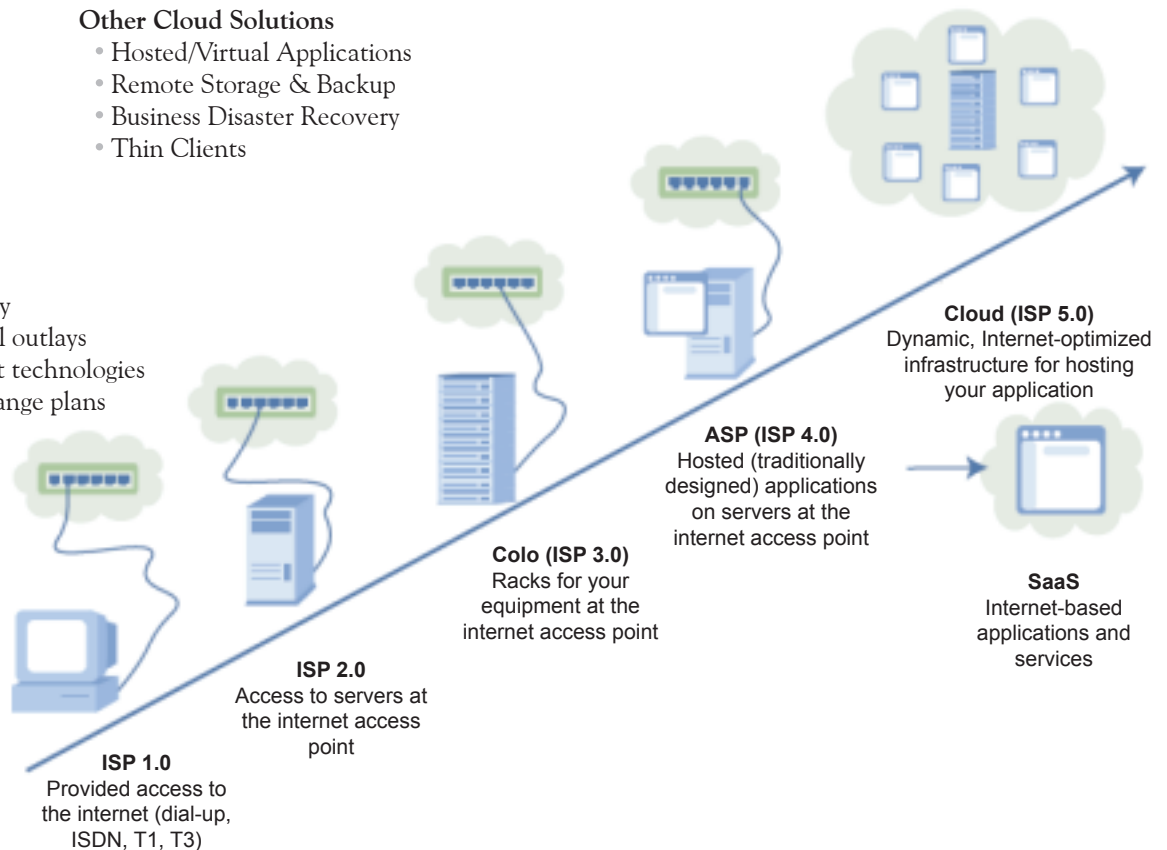 Other Cloud Solutions
• Hosted/Virtual Applications
• Remote Storage & Backup
• Business Disaster Recovery
• Thin Clients
y
l outlays
t technologies
ange plans
ISP 1.0
Provided access to
the internet (dial-up,
ISDN, T1, T3)
ISP 2.0
Access to servers at
the internet access
point
Colo (ISP 3.0)
Racks for your
equipment at the
internet access point
ASP (ISP 4.0)
Hosted (traditionally
designed) applications
on servers at the
internet access point
Cloud (ISP 5.0)
Dynamic, Internet-optimized
infrastructure for hosting
your application
SaaS
Internet-based
applications and
services